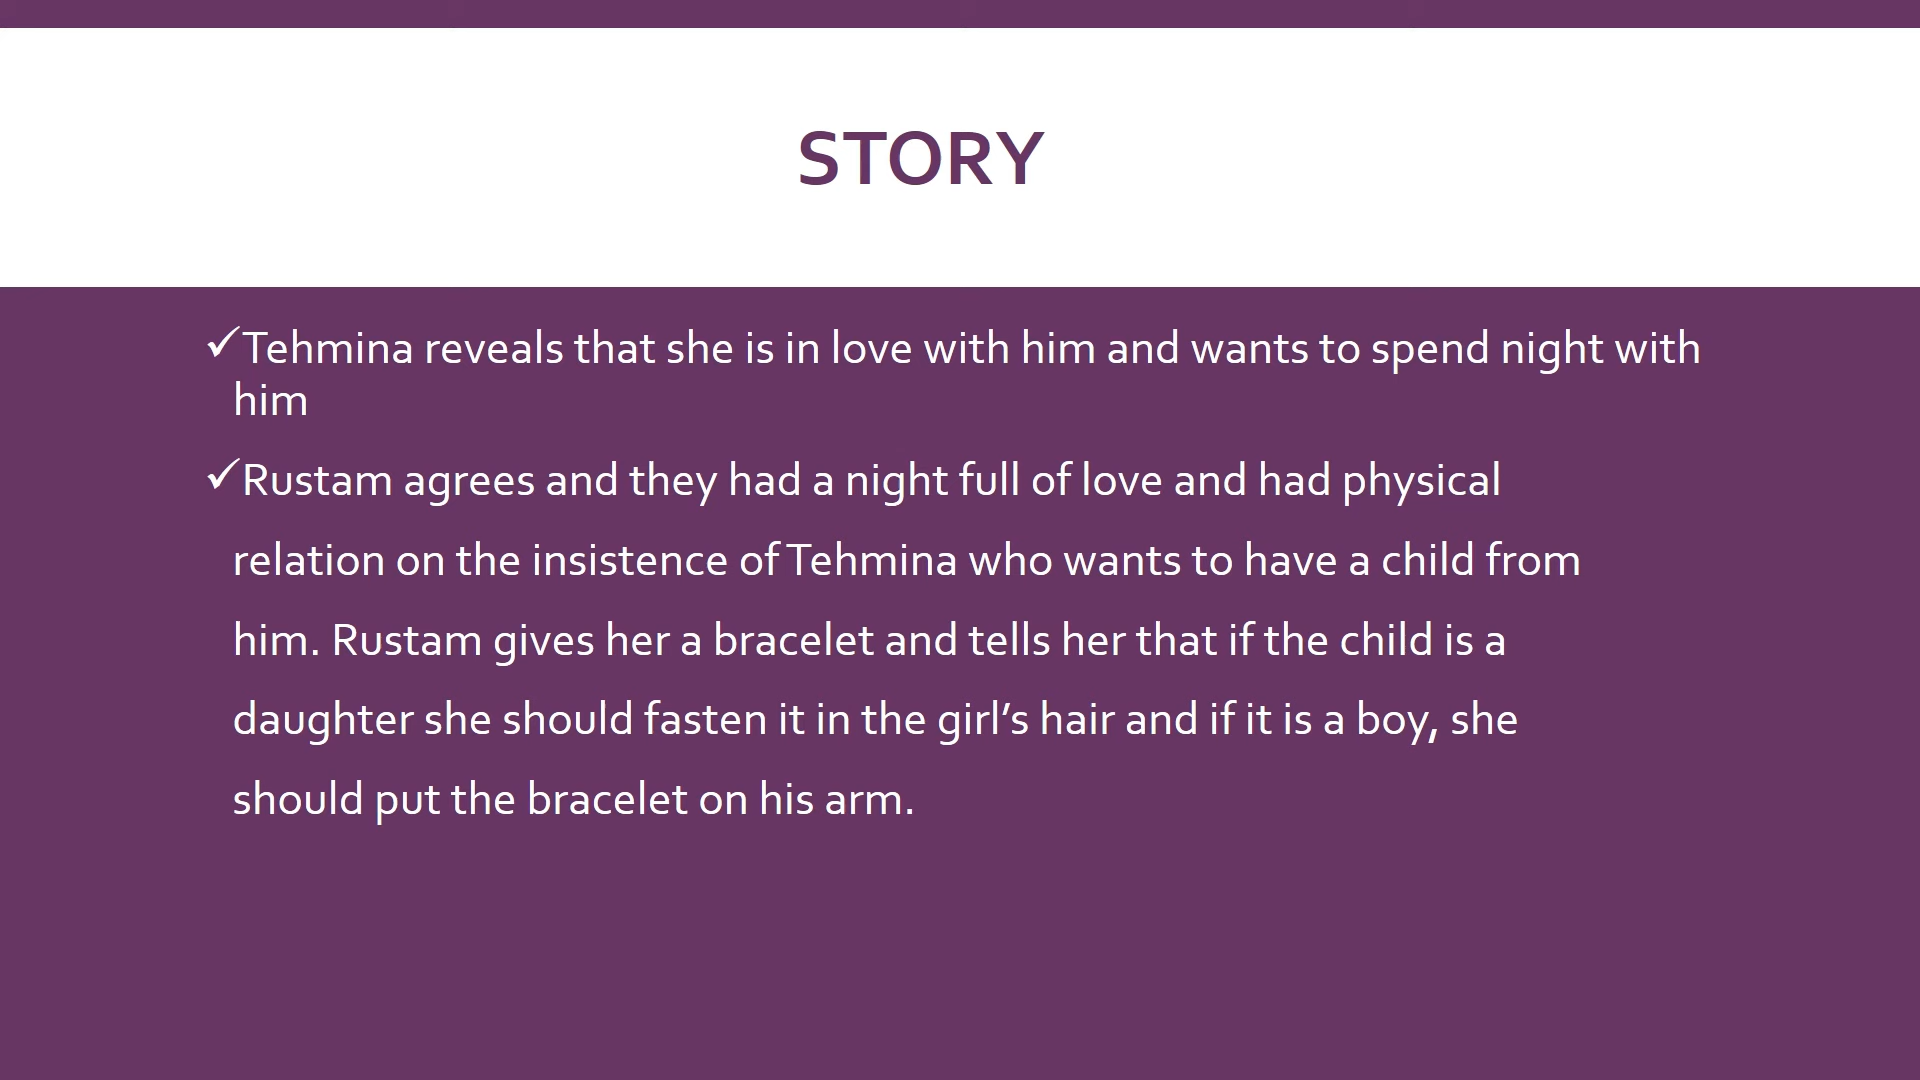 STORY
✓Tehmina reveals that she is in love with him and wants to spend night with
him
✓Rustam agrees and they had a night full of love and had physical
relation on the insistence of Tehmina who wants to have a child from
him. Rustam gives her a bracelet and tells her that if the child is a
daughter she should fasten it in the girl’s hair and if it is a boy, she
should put the bracelet on his arm.